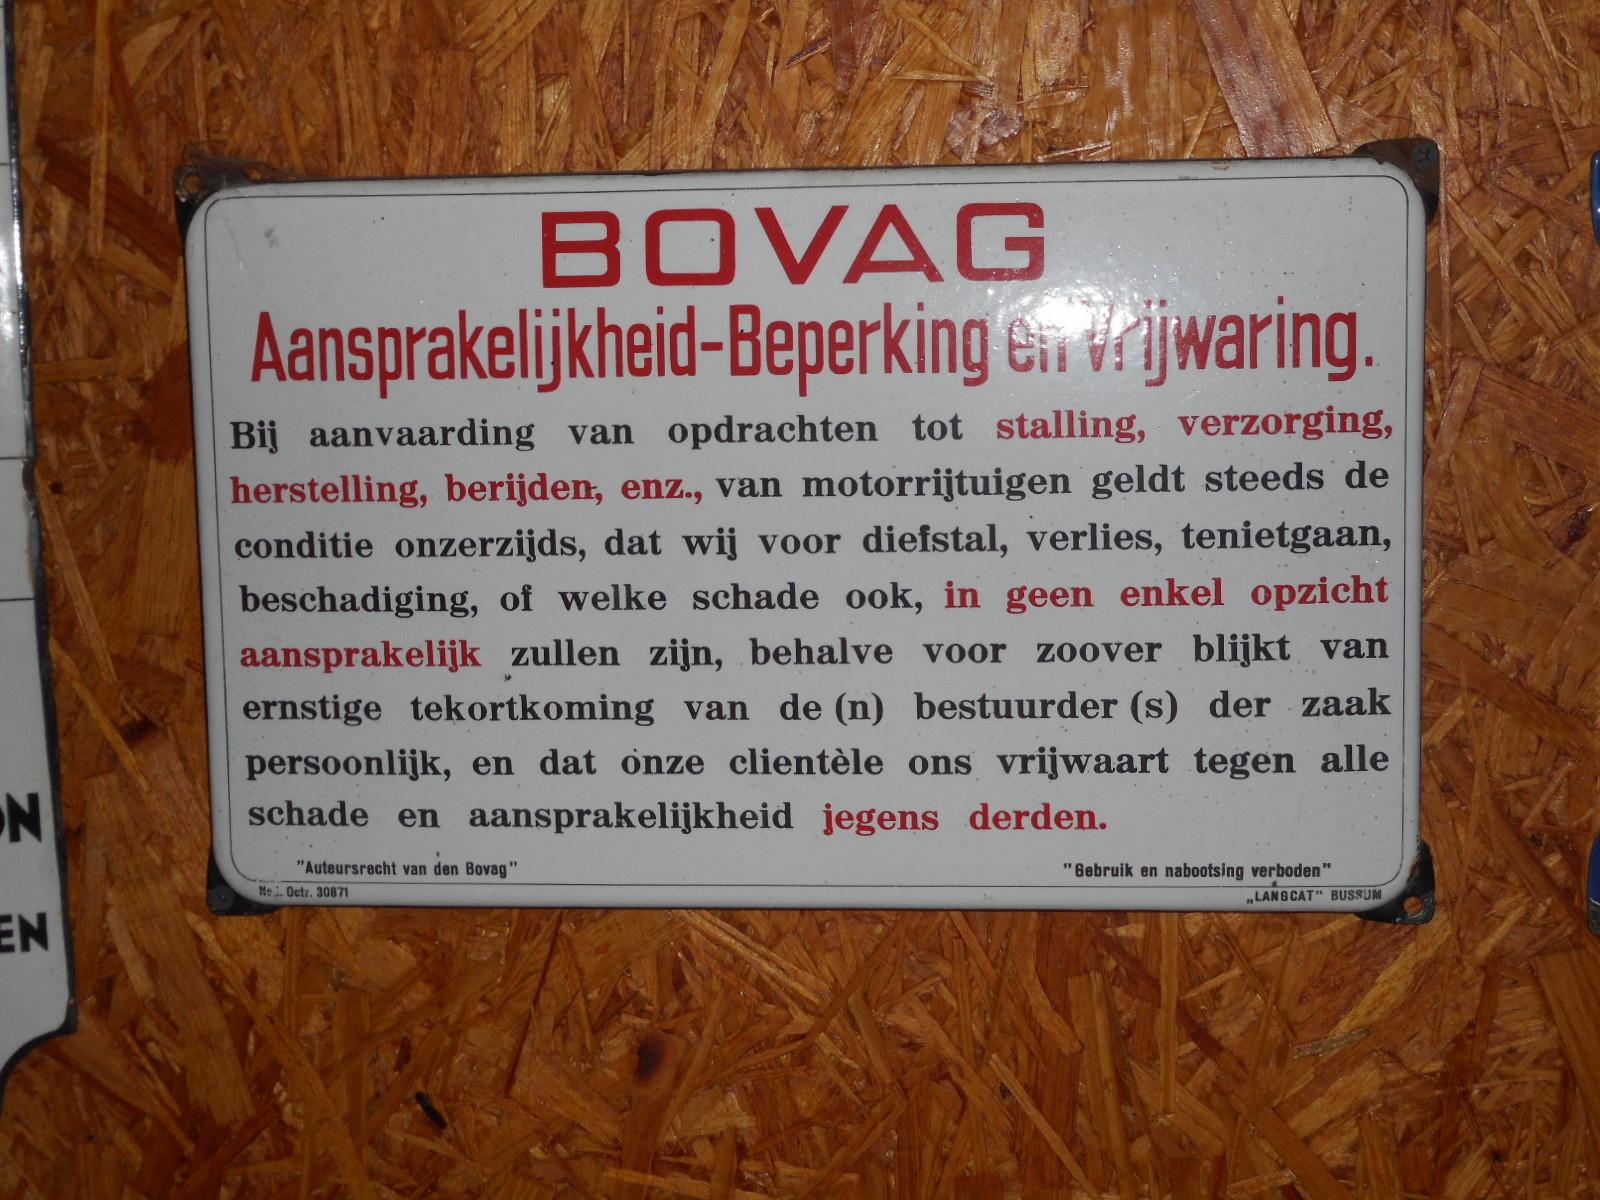 BOVAG
Aansprakelijkheid-Beperking en Vrijwaring.
Bij aanvaarding van opdrachten tot stalling, verzorging,
herstelling, berijden, enz., van motorrijtuigen geldt steeds de
conditie onzerzijds, dat wij voor diefstal, verlies, tenietgaan,
beschadiging, of welke schade ook, in geen enkel opzicht
aansprakelijk zullen zijn, behalve voor zoover blijkt van
ernstige tekortkoming van de (n) bestuurder (s) der zaak
persoonlijk, en dat onze clientèle ons vrijwaart tegen alle
schade en aansprakelijkheid jegens derden.
"Auteursrecht van den Bovag" "Gebruik en nabootsing verboden"
Octr. 30871 „LANGCAT" BUSSUM
EN